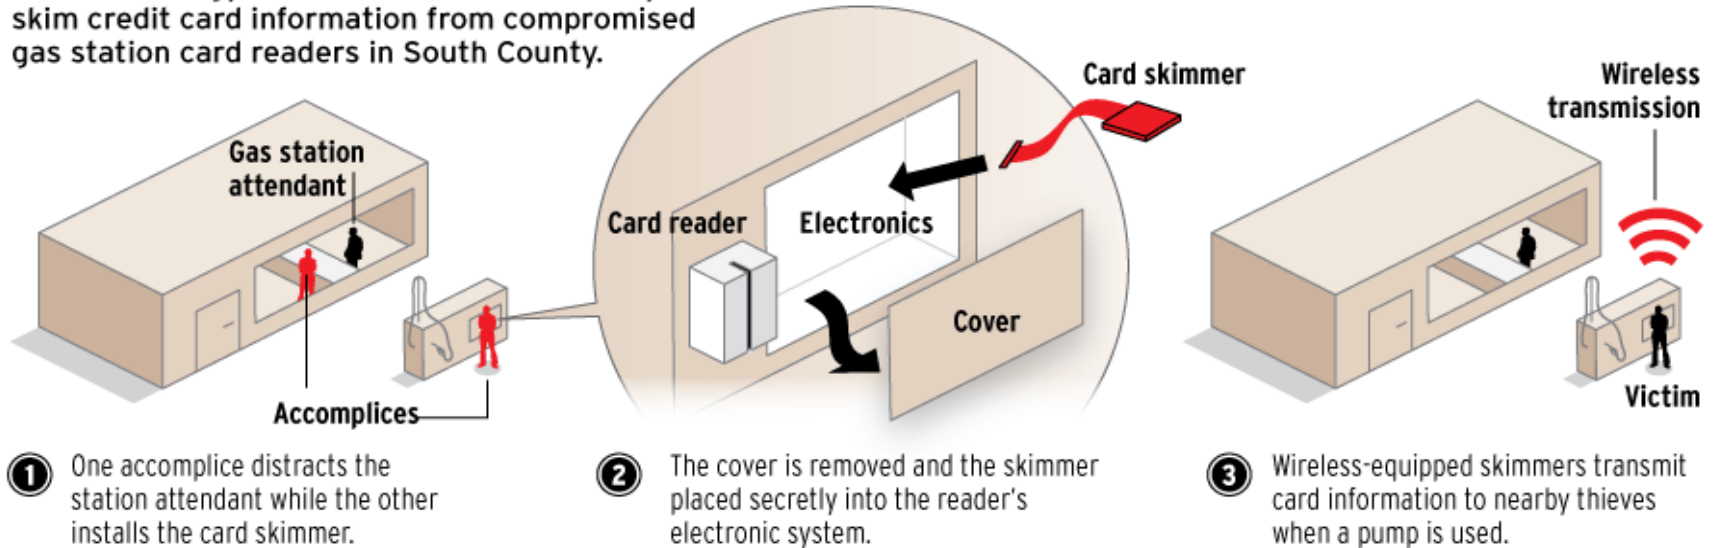 skim credit card information from compromised
gas station card readers in South County.
Gas station
attendant
Accomplices
Card reader
Electronics
Card skimmer
Cover
Wireless
transmission
Victim
1 One accomplice distracts the
station attendant while the other
installs the card skimmer.
2 The cover is removed and the skimmer
placed secretly into the reader's
electronic system.
3 Wireless-equipped skimmers transmit
card information to nearby thieves
when a pump is used.